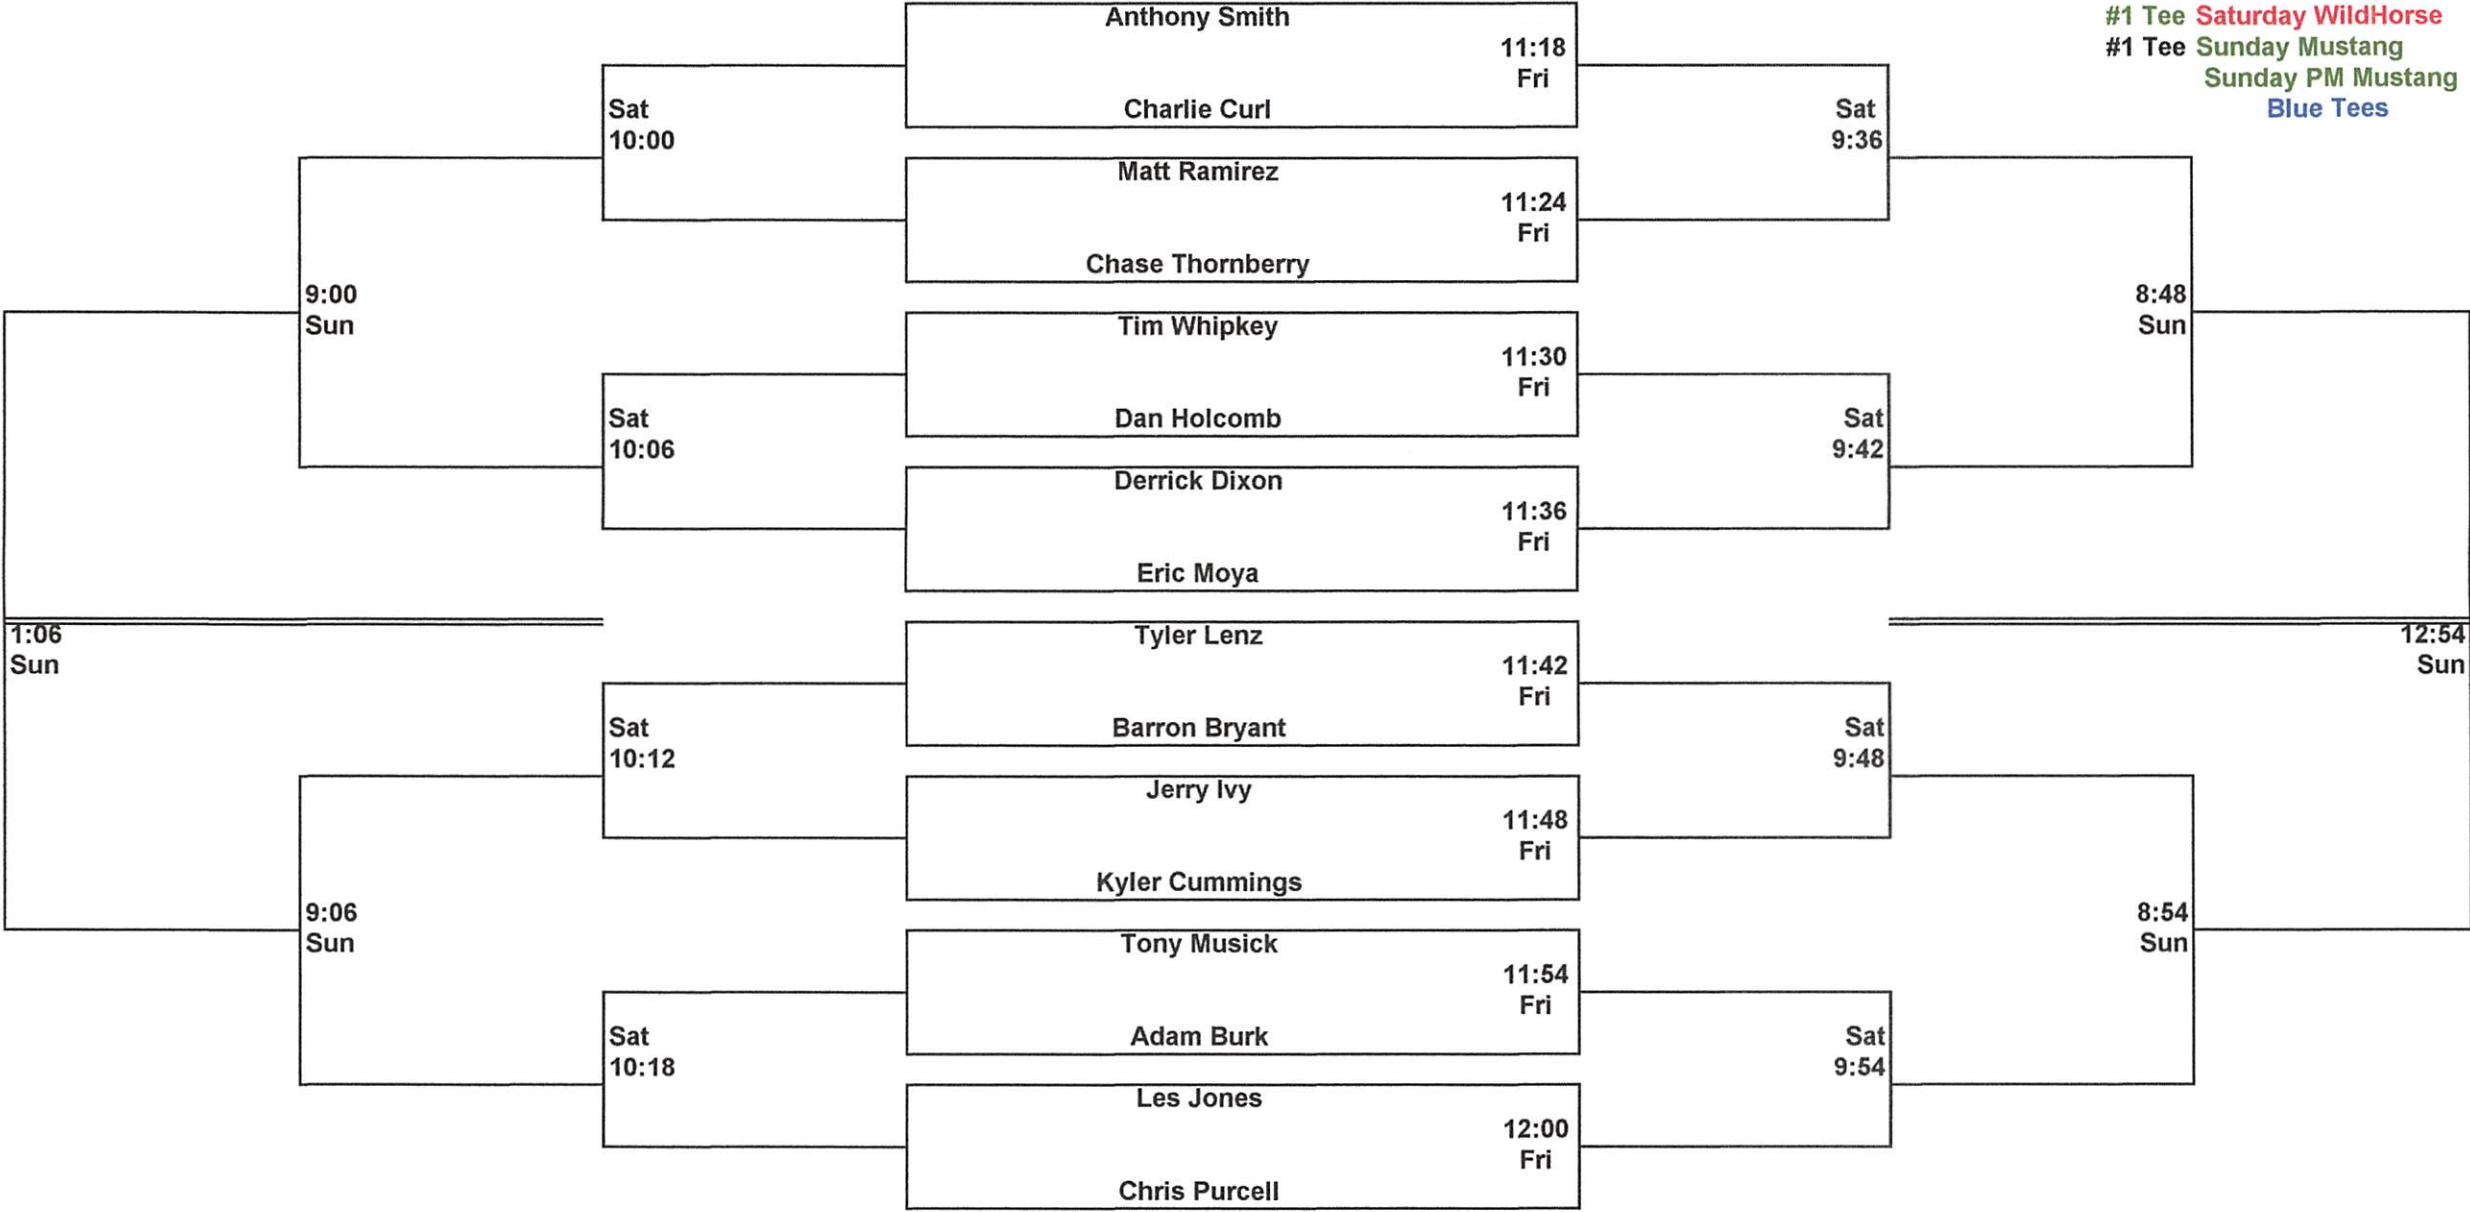 #1 Tee Saturday WildHorse
#1 Tee Sunday Mustang
Sunday PM Mustang
Blue Tees
Anthony Smith
11:18
Fri
Charlie Curl
Sat
10:00
Sat
9:36
Matt Ramirez
11:24
Fri
Chase Thornberry
9:00
Sun
8:48
Sun
Tim Whipkey
11:30
Fri
Dan Holcomb
Sat
10:06
Sat
9:42
Derrick Dixon
11:36
Fri
Eric Moya
1:06
Sun
12:54
Sun
Tyler Lenz
11:42
Fri
Barron Bryant
Sat
10:12
Sat
9:48
Jerry Ivy
11:48
Fri
Kyler Cummings
9:06
Sun
8:54
Sun
Tony Musick
11:54
Fri
Adam Burk
Sat
10:18
Sat
9:54
Les Jones
12:00
Fri
Chris Purcell